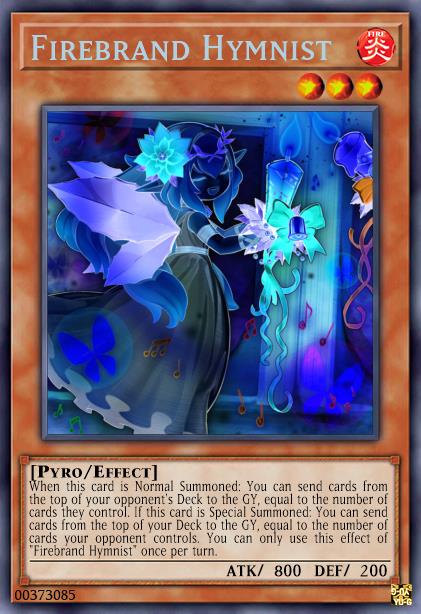 Firebrand Hymnist
FIRE
炎
[Pyro/Effect]
When this card is Normal Summoned: You can send cards from
the top of your opponent's Deck to the GY, equal to the number of
cards they control. If this card is Special Summoned: You can send
cards from the top of your Deck to the GY, equal to the number of
cards your opponent controls. You can only use this effect of
"Firebrand Hymnist" once per turn.
ATK/ 800 DEF/ 200
00373085